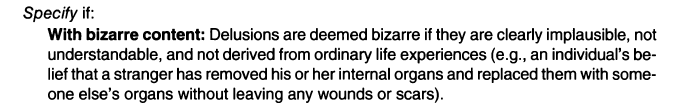 Specify if:
With bizarre content: Delusions are deemed bizarre if they are clearly implausible, not
understandable, and not derived from ordinary life experiences (e.g., an individual's be-
lief that a stranger has removed his or her internal organs and replaced them with some-
one else's organs without leaving any wounds or scars).